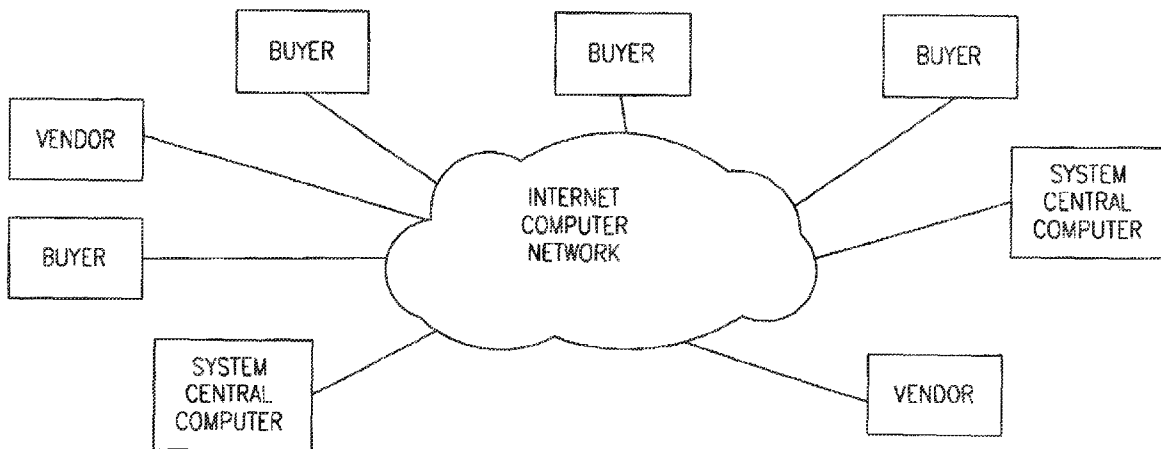 BUYER
BUYER
BUYER
VENDOR
SYSTEM
CENTRAL
COMPUTER
INTERNET
COMPUTER
NETWORK
BUYER
SYSTEM
CENTRAL
COMPUTER
VENDOR